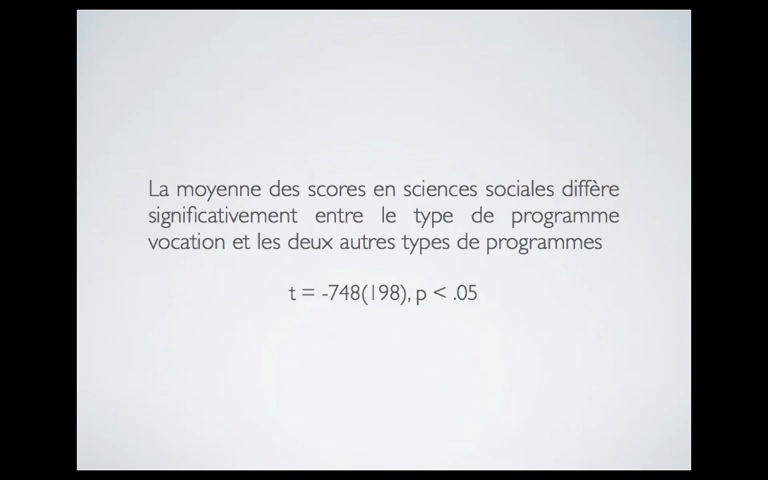 La moyenne des scores en sciences sociales diffère
significativement entre le type de programme
vocation et les deux autres types de programmes
t = -748(198), p < .05